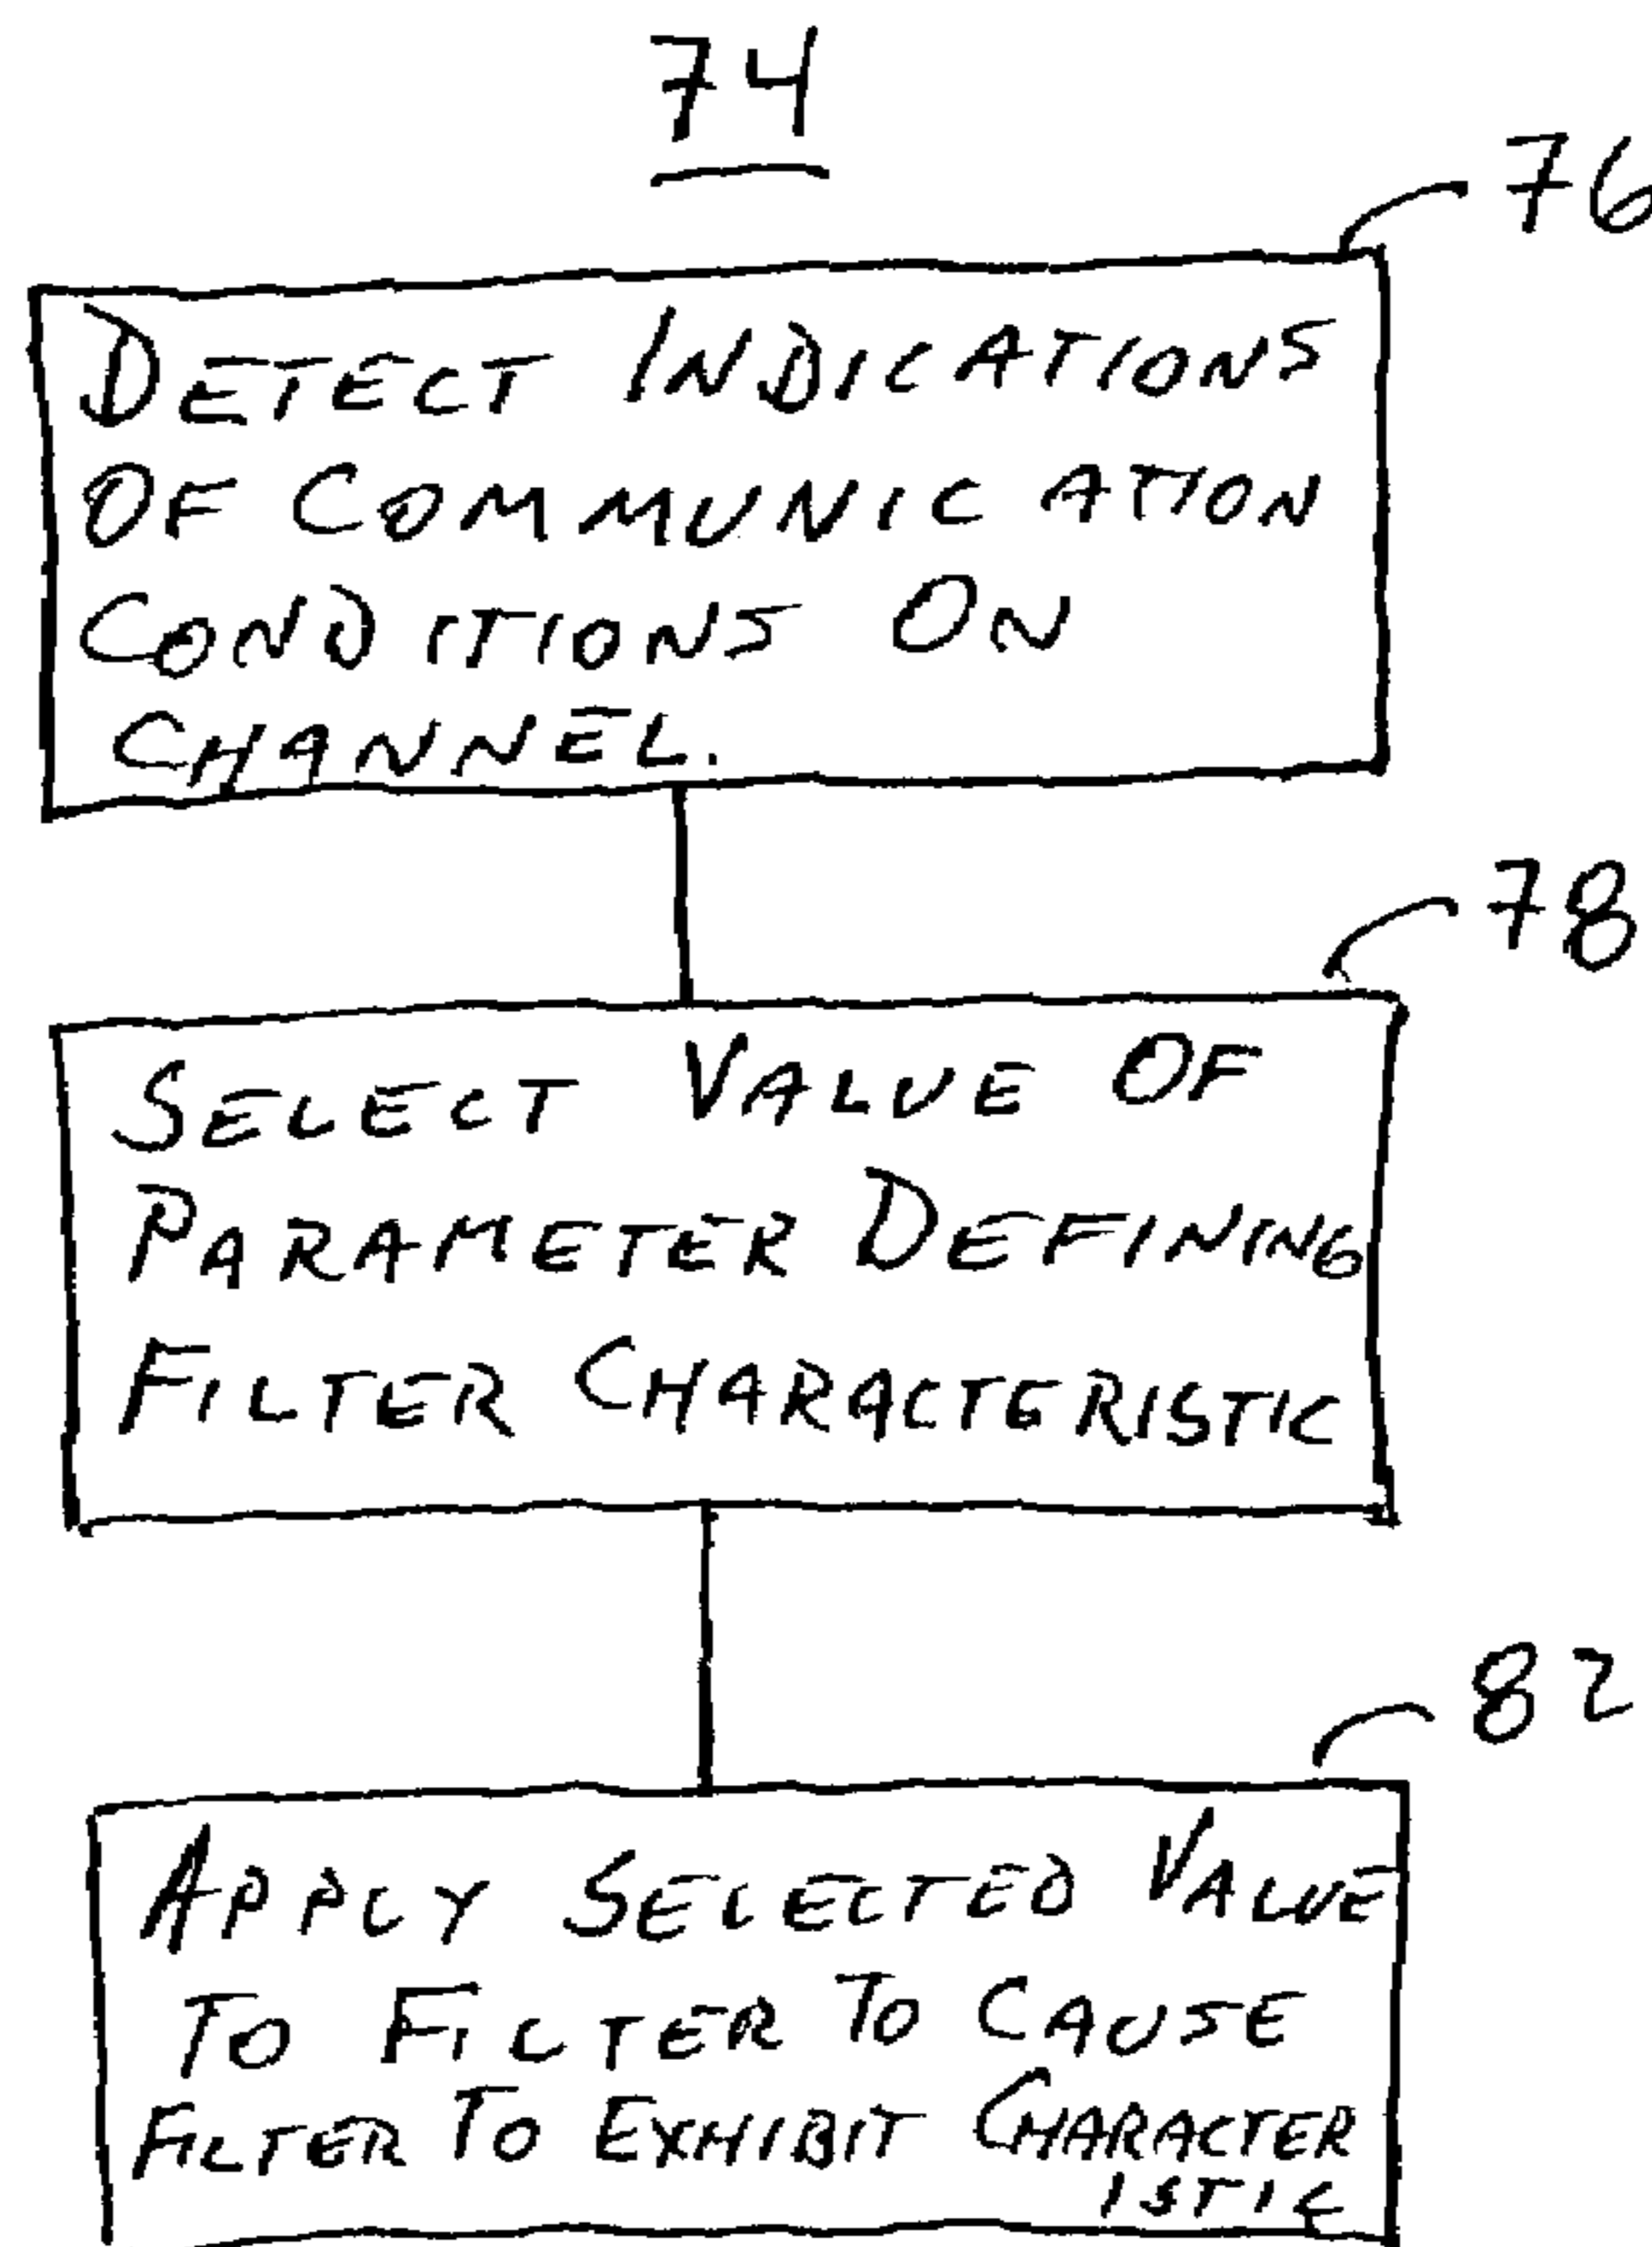 74
76
DETECT INDICATIONS
OF COMMUNICATION
CONDITIONS ON
CHANNEL.
78
SELECT VALUE OF
PARAMETER DEFINING
FILTER CHARACTERISTIC
82
APPLY SELECTED VALUE
TO FILTER TO CAUSE
FILTER TO EXHIBIT CHARACTER
ISTIC